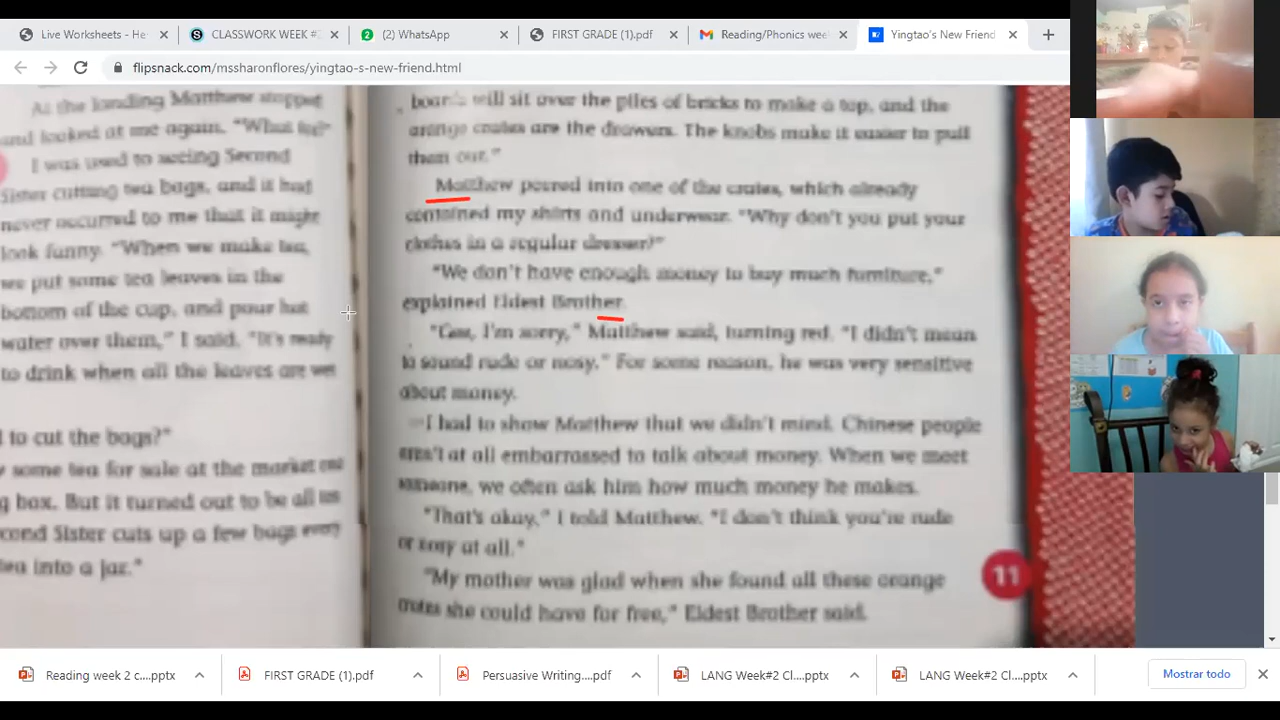 Live Worksheets - He
CLASSWORK WEEK #
(2) WhatsApp
FIRST GRADE (1).pdf
Reading/Phonics wee
Yingtao's New Friend
flipsnack.com/mssharonflores/yingtao-s-new-friend.html
As the landing Matthew stopped
and looked at me again. "What for?"
I was used to seeing Second
Sister cutting tea bags, and it had
never occurred to me that it might
look funny. "When we make tea,
we put some tea leaves in the
bottom of the cup, and pour hot
water over them," I said. "It's ready
to drink when all the leaves are wet
to cut the bags?"
some tea for sale at the market one
g box. But it turned out to be all tea
cond Sister cuts up a few bags every
tea into a jar."
boards will sit over the piles of bricks to make a top, and the
orange crates are the drawers. The knobs make it easier to pull
them out."
Matthew peered into one of the crates, which already
contained my shirts and underwear. "Why don't you put your
clothes in a regular dresser?"
"We don't have enough money to buy much furniture,"
explained Eldest Brother.
"Gee, I'm sorry," Matthew said, turning red. "I didn't mean
to sound rude or nosy." For some reason, he was very sensitive
about money.
I had to show Matthew that we didn't mind. Chinese people
aren't at all embarrassed to talk about money. When we meet
someone, we often ask him how much money he makes.
"That's okay," I told Matthew. "I don't think you're rude
or nosy at all."
"My mother was glad when she found all these orange
crates she could have for free," Eldest Brother said.
11
Reading week 2 c....pptx
FIRST GRADE (1).pdf
Persuasive Writing....pdf
LANG Week#2 Cl....pptx
LANG Week#2 Cl....pptx
Mostrar todo